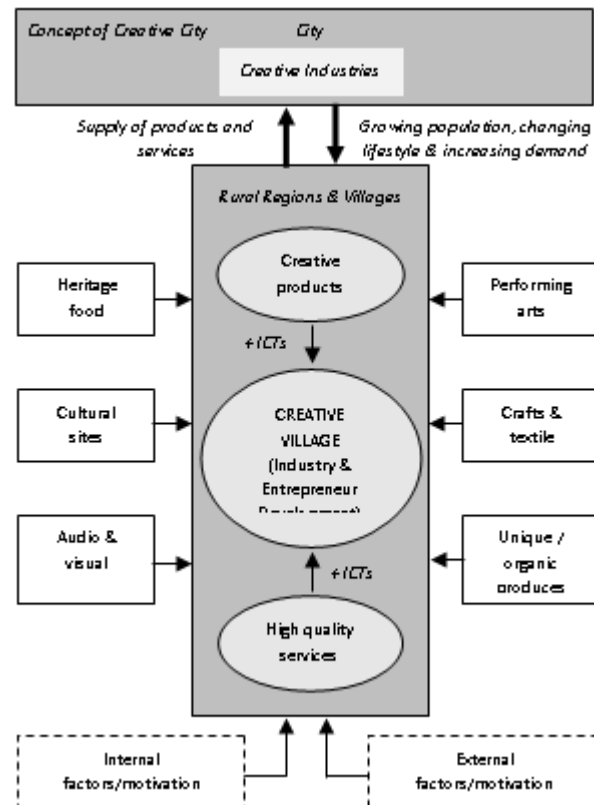 Concept of Creative City City
Creative Industries
Supply of products and
services
Growing population, changing
lifestyle & increasing demand
Rural Regions & Villages
Creative
products
Heritage
food
Performing
arts
+ ICTs
Cultural
sites
CREATIVE
VILLAGE
(Industry &
Entrepreneur
Development)
Crafts &
textile
Audio &
visual
Unique /
organic
produces
+ ICTs
High quality
services
Internal
factors/motivation
External
factors/motivation